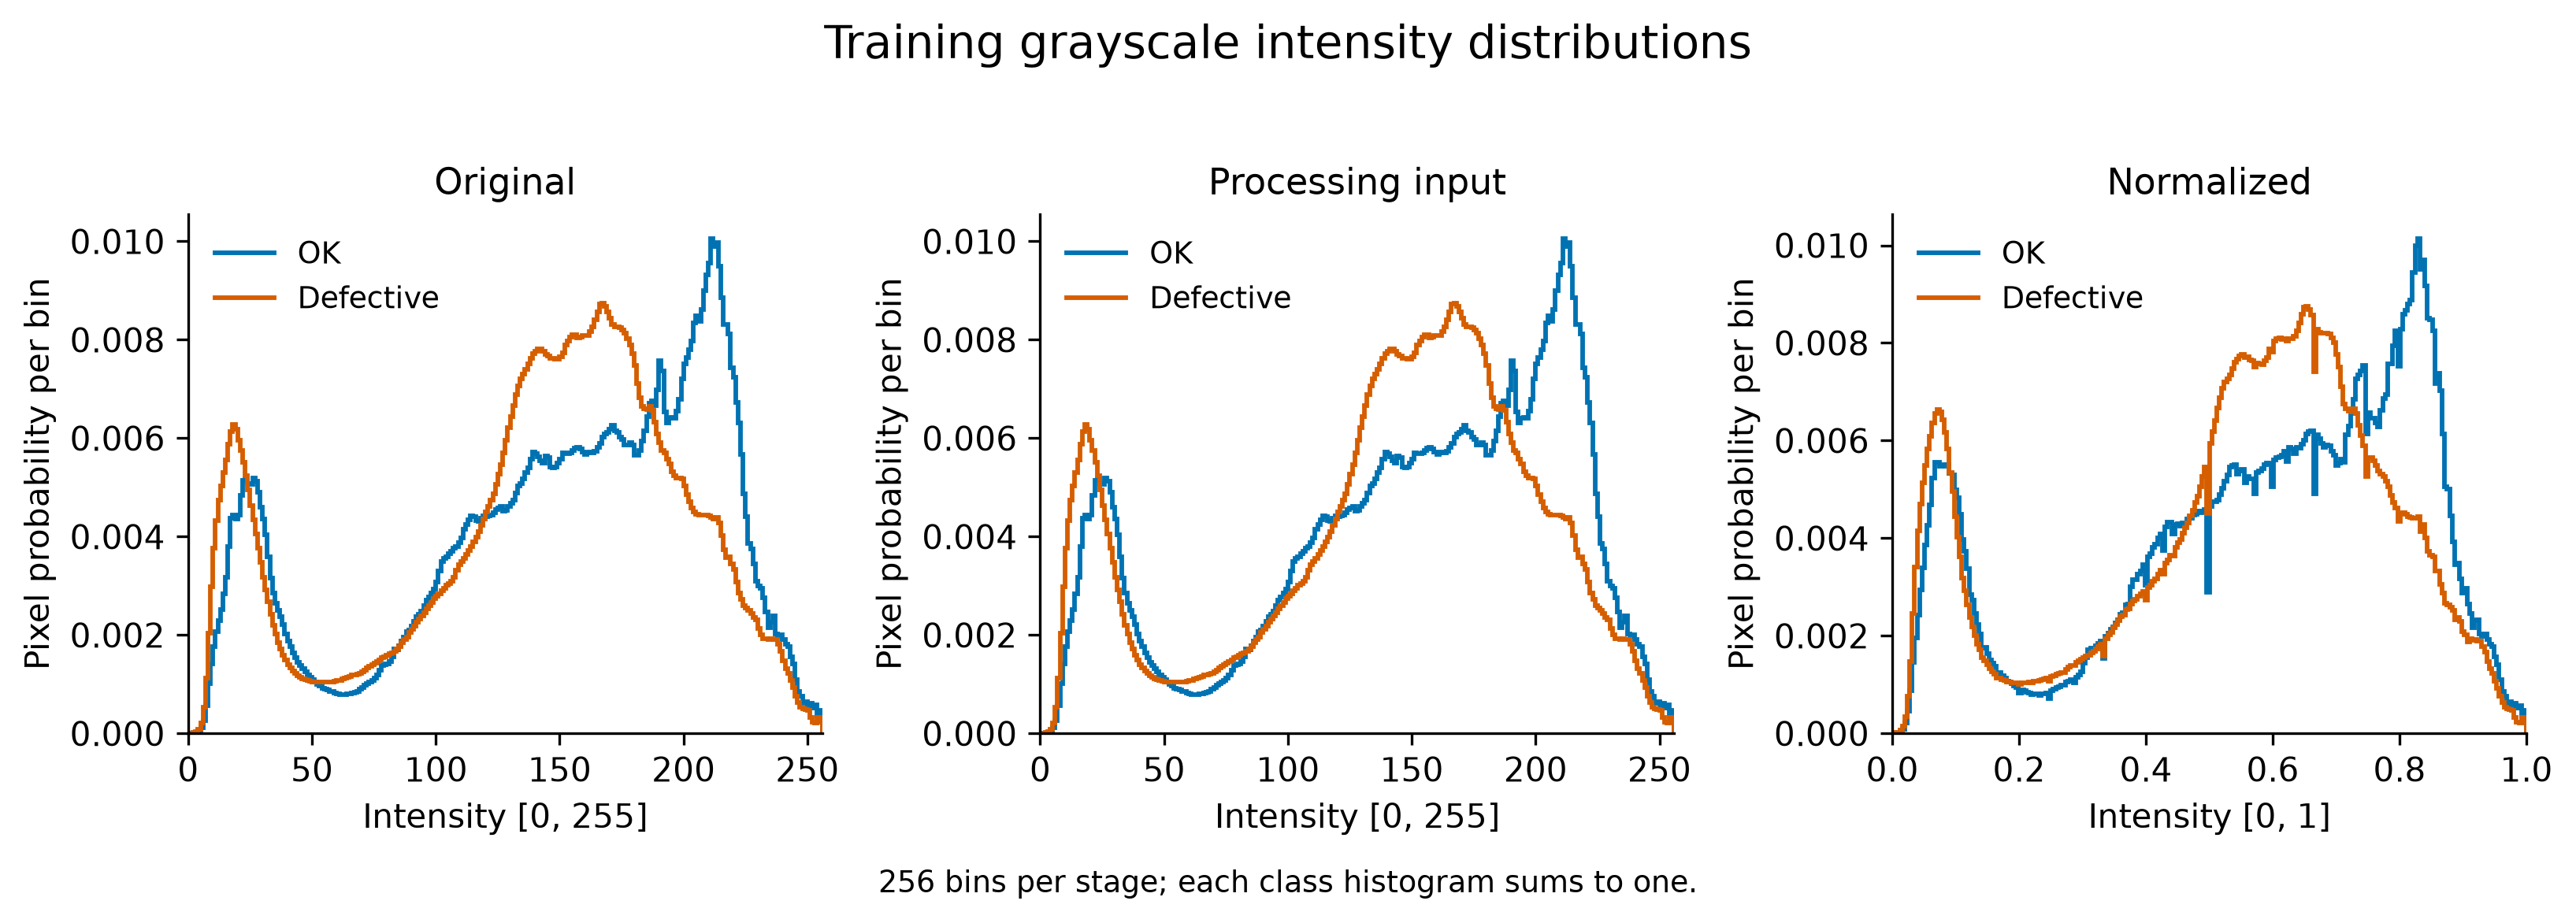 Training grayscale intensity distributions
Original
Pixel probability per bin
0.010
0.008
0.006
0.004
0.002
0.000
OK
Defective
0 50 100 150 200 250
Intensity [0, 255]
Processing input
Pixel probability per bin
0.010
0.008
0.006
0.004
0.002
0.000
OK
Defective
0 50 100 150 200 250
Intensity [0, 255]
Normalized
Pixel probability per bin
0.010
0.008
0.006
0.004
0.002
0.000
OK
Defective
0.0 0.2 0.4 0.6 0.8 1.0
Intensity [0, 1]
256 bins per stage; each class histogram sums to one.